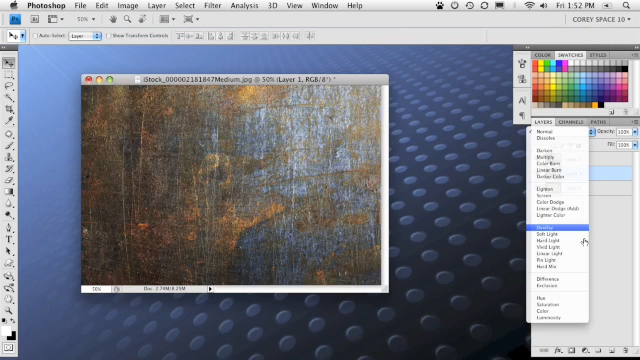 Photoshop File Edit Image Layer Select Filter Analysis 3D View Window Help Fri 1:52 PM
50% COREY SPACE 10
Auto-Select: Layer Show Transform Controls
COLOR SWATCHES STYLES
iStock_000002181847Medium.jpg @ 50% (Layer 1, RGB/8*) *
LAYERS CHANNELS PATHS
Normal
Opacity: 100%
Dissolve
Fill: 100%
Darken
Multiply
Color Burn
Linear Burn
Darker Color
Lighten
Screen
Color Dodge
Linear Dodge (Add)
Lighter Color
Overlay
Soft Light
Hard Light
Vivid Light
Linear Light
Pin Light
Hard Mix
Difference
Exclusion
Hue
Saturation
Color
Luminosity
50% Doc: 2.74M/8.25M